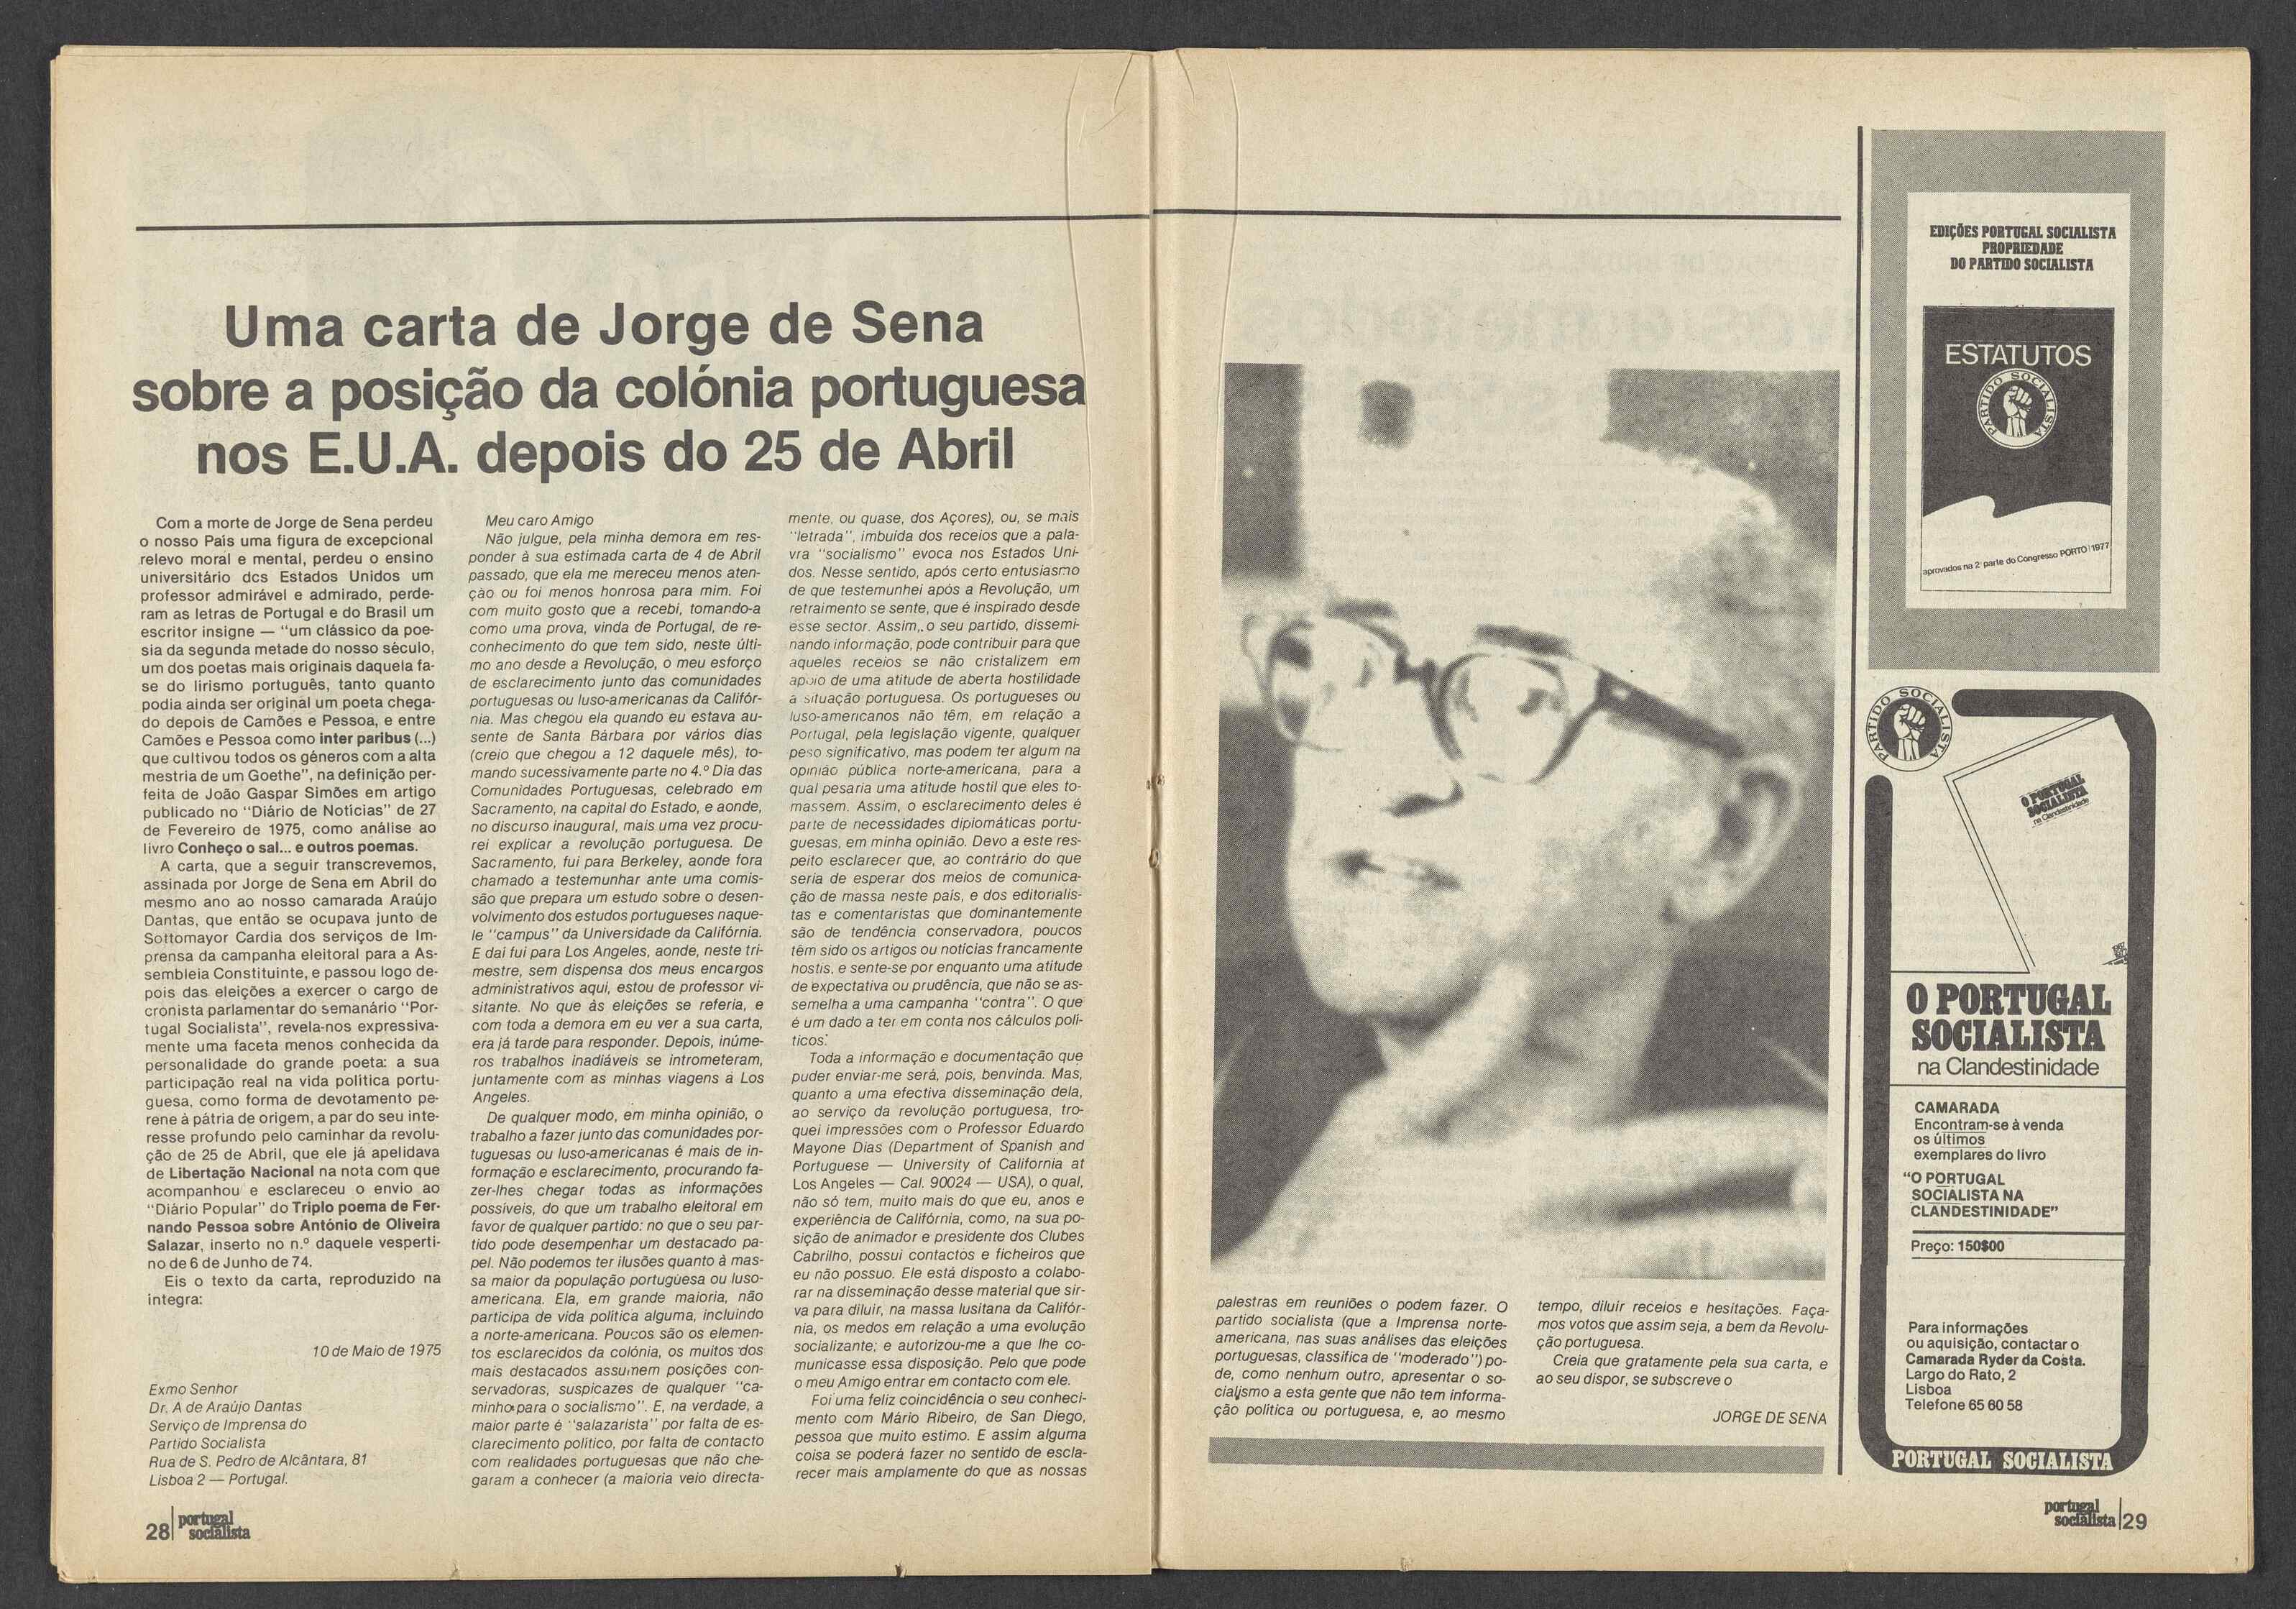 Uma carta de Jorge de Sena
sobre a posição da colónia portuguesa
nos E.U.A. depois do 25 de Abril
Com a morte de Jorge de Sena perdeu
o nosso País uma figura de excepcional
relevo moral e mental, perdeu o ensino
universitário dcs Estados Unidos um
professor admirável e admirado, perde-
ram as letras de Portugal e do Brasil um
escritor insigne — "um clássico da poe-
sia da segunda metade do nosso século,
um dos poetas mais originais daquela fa-
se do lirismo português, tanto quanto
podia ainda ser original um poeta chega-
do depois de Camões e Pessoa, e entre
Camões e Pessoa como inter paribus (...)
que cultivou todos os géneros com a alta
mestria de um Goethe", na definição per-
feita de João Gaspar Simões em artigo
publicado no "Diário de Notícias" de 27
de Fevereiro de 1975, como análise ao
livro Conheço o sal... e outros poemas.
A carta, que a seguir transcrevemos,
assinada por Jorge de Sena em Abril do
mesmo ano ao nosso camarada Araújo
Dantas, que então se ocupava junto de
Sottomayor Cardia dos serviços de Im-
prensa da campanha eleitoral para a As-
sembleia Constituinte, e passou logo de-
pois das eleições a exercer o cargo de
cronista parlamentar do semanário "Por-
tugal Socialista", revela-nos expressiva-
mente uma faceta menos conhecida da
personalidade do grande poeta: a sua
participação real na vida política portu-
guesa, como forma de devotamento pe-
rene à pátria de origem, a par do seu inte-
resse profundo pelo caminhar da revolu-
ção de 25 de Abril, que ele já apelidava
de Libertação Nacional na nota com que
acompanhou e esclareceu o envio ao
"Diário Popular" do Triplo poema de Fer-
nando Pessoa sobre António de Oliveira
Salazar, inserto no n.º daquele vesperti-
no de 6 de Junho de 74.
Eis o texto da carta, reproduzido na
íntegra:
10 de Maio de 1975
Exmo Senhor
Dr. A de Araújo Dantas
Serviço de Imprensa do
Partido Socialista
Rua de S. Pedro de Alcântara, 81
Lisboa 2 — Portugal.
Meu caro Amigo
Não julgue, pela minha demora em res-
ponder à sua estimada carta de 4 de Abril
passado, que ela me mereceu menos aten-
ção ou foi menos honrosa para mim. Foi
com muito gosto que a recebi, tomando-a
como uma prova, vinda de Portugal, de re-
conhecimento do que tem sido, neste últi-
mo ano desde a Revolução, o meu esforço
de esclarecimento junto das comunidades
portuguesas ou luso-americanas da Califór-
nia. Mas chegou ela quando eu estava au-
sente de Santa Bárbara por vários dias
(creio que chegou a 12 daquele mês), to-
mando sucessivamente parte no 4.º Dia das
Comunidades Portuguesas, celebrado em
Sacramento, na capital do Estado, e aonde,
no discurso inaugural, mais uma vez procu-
rei explicar a revolução portuguesa. De
Sacramento, fui para Berkeley, aonde fora
chamado a testemunhar ante uma comis-
são que prepara um estudo sobre o desen-
volvimento dos estudos portugueses naque-
le "campus" da Universidade da Califórnia.
E daí fui para Los Angeles, aonde, neste tri-
mestre, sem dispensa dos meus encargos
administrativos aqui, estou de professor vi-
sitante. No que às eleições se referia, e
com toda a demora em eu ver a sua carta,
era já tarde para responder. Depois, inúme-
ros trabalhos inadiáveis se intrometeram,
juntamente com as minhas viagens a Los
Angeles.
De qualquer modo, em minha opinião, o
trabalho a fazer junto das comunidades por-
tuguesas ou luso-americanas é mais de in-
formação e esclarecimento, procurando fa-
zer-lhes chegar todas as informações
possíveis, do que um trabalho eleitoral em
favor de qualquer partido: no que o seu par-
tido pode desempenhar um destacado pa-
pel. Não podemos ter ilusões quanto à mas-
sa maior da população portuguesa ou luso-
americana. Ela, em grande maioria, não
participa de vida política alguma, incluindo
a norte-americana. Poucos são os elemen-
tos esclarecidos da colónia, os muitos dos
mais destacados assumem posições con-
servadoras, suspicazes de qualquer "ca-
minho para o socialismo". E, na verdade, a
maior parte é "salazarista" por falta de es-
clarecimento político, por falta de contacto
com realidades portuguesas que não che-
garam a conhecer (a maioria veio directa-
mente, ou quase, dos Açores), ou, se mais
"letrada", imbuída dos receios que a pala-
vra "socialismo" evoca nos Estados Uni-
dos. Nesse sentido, após certo entusiasmo
de que testemunhei após a Revolução, um
retraimento se sente, que é inspirado desde
esse sector. Assim, o seu partido, dissemi-
nando informação, pode contribuir para que
aqueles receios se não cristalizem em
apoio de uma atitude de aberta hostilidade
à situação portuguesa. Os portugueses ou
luso-americanos não têm, em relação a
Portugal, pela legislação vigente, qualquer
peso significativo, mas podem ter algum na
opinião pública norte-americana, para a
qual pesaria uma atitude hostil que eles to-
massem. Assim, o esclarecimento deles é
parte de necessidades diplomáticas portu-
guesas, em minha opinião. Devo a este res-
peito esclarecer que, ao contrário do que
seria de esperar dos meios de comunica-
ção de massa neste país, e dos editorialis-
tas e comentaristas que dominantemente
são de tendência conservadora, poucos
têm sido os artigos ou notícias francamente
hostis, e sente-se por enquanto uma atitude
de expectativa ou prudência, que não se as-
semelha a uma campanha "contra". O que
é um dado a ter em conta nos cálculos polí-
ticos.
Toda a informação e documentação que
puder enviar-me será, pois, benvinda. Mas,
quanto a uma efectiva disseminação dela,
ao serviço da revolução portuguesa, tro-
quei impressões com o Professor Eduardo
Mayone Dias (Department of Spanish and
Portuguese — University of California at
Los Angeles — Cal. 90024 — USA), o qual,
não só tem, muito mais do que eu, anos e
experiência de Califórnia, como, na sua po-
sição de animador e presidente dos Clubes
Cabrilho, possui contactos e ficheiros que
eu não possuo. Ele está disposto a colabo-
rar na disseminação desse material que sir-
va para diluir, na massa lusitana da Califór-
nia, os medos em relação a uma evolução
socializante; e autorizou-me a que lhe co-
municasse essa disposição. Pelo que pode
o meu Amigo entrar em contacto com ele.
Foi uma feliz coincidência o seu conheci-
mento com Mário Ribeiro, de San Diego,
pessoa que muito estimo. E assim alguma
coisa se poderá fazer no sentido de escla-
recer mais amplamente do que as nossas
28 portugal
socialista
palestras em reuniões o podem fazer. O
partido socialista (que a Imprensa norte-
americana, nas suas análises das eleições
portuguesas, classifica de "moderado") po-
de, como nenhum outro, apresentar o so-
cialismo a esta gente que não tem informa-
ção política ou portuguesa, e, ao mesmo
tempo, diluir receios e hesitações. Faça-
mos votos que assim seja, a bem da Revolu-
ção portuguesa.
Creia que gratamente pela sua carta, e
ao seu dispor, se subscreve o
JORGE DE SENA
EDIÇÕES PORTUGAL SOCIALISTA
PROPRIEDADE
DO PARTIDO SOCIALISTA
ESTATUTOS
PARTIDO SOCIALISTA
aprovados na 2ª parte do Congresso PORTO | 1977
PARTIDO SOCIALISTA
O PORTUGAL
SOCIALISTA
na Clandestinidade
O PORTUGAL
SOCIALISTA
na Clandestinidade
CAMARADA
Encontram-se à venda
os últimos
exemplares do livro
"O PORTUGAL
SOCIALISTA NA
CLANDESTINIDADE"
Preço: 150$00
Para informações
ou aquisição, contactar o
Camarada Ryder da Costa.
Largo do Rato, 2
Lisboa
Telefone 65 60 58
PORTUGAL SOCIALISTA
portugal
socialista 29